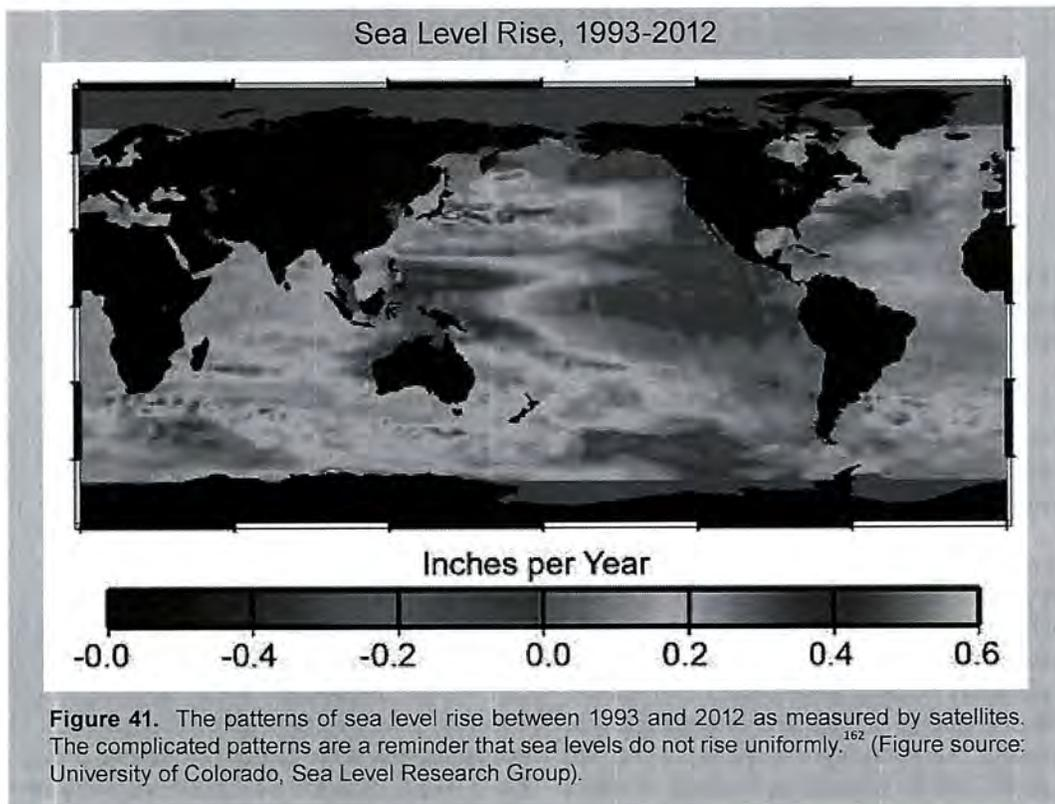 Sea Level Rise, 1993-2012
Inches per Year
-0.0 -0.4 -0.2 0.0 0.2 0.4 0.6
Figure 41. The patterns of sea level rise between 1993 and 2012 as measured by satellites.
The complicated patterns are a reminder that sea levels do not rise uniformly.162 (Figure source:
University of Colorado, Sea Level Research Group).